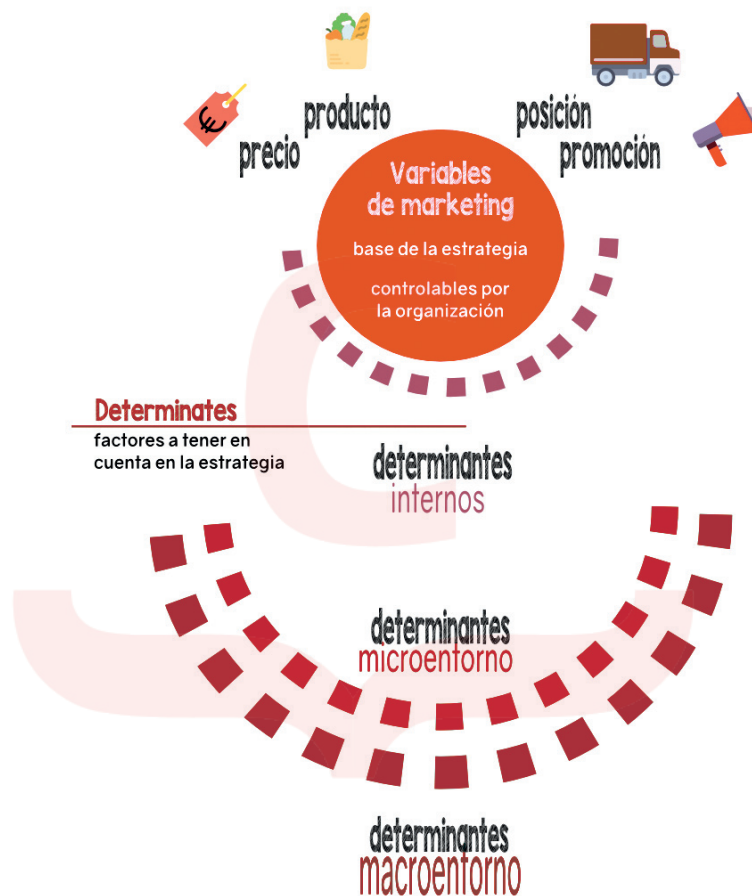 producto
precio
posición
promoción
Variables
de marketing
base de la estrategia
controlables por
la organización
Determinates
factores a tener en
cuenta en la estrategia
determinantes
internos
determinantes
microentorno
determinantes
macroentorno